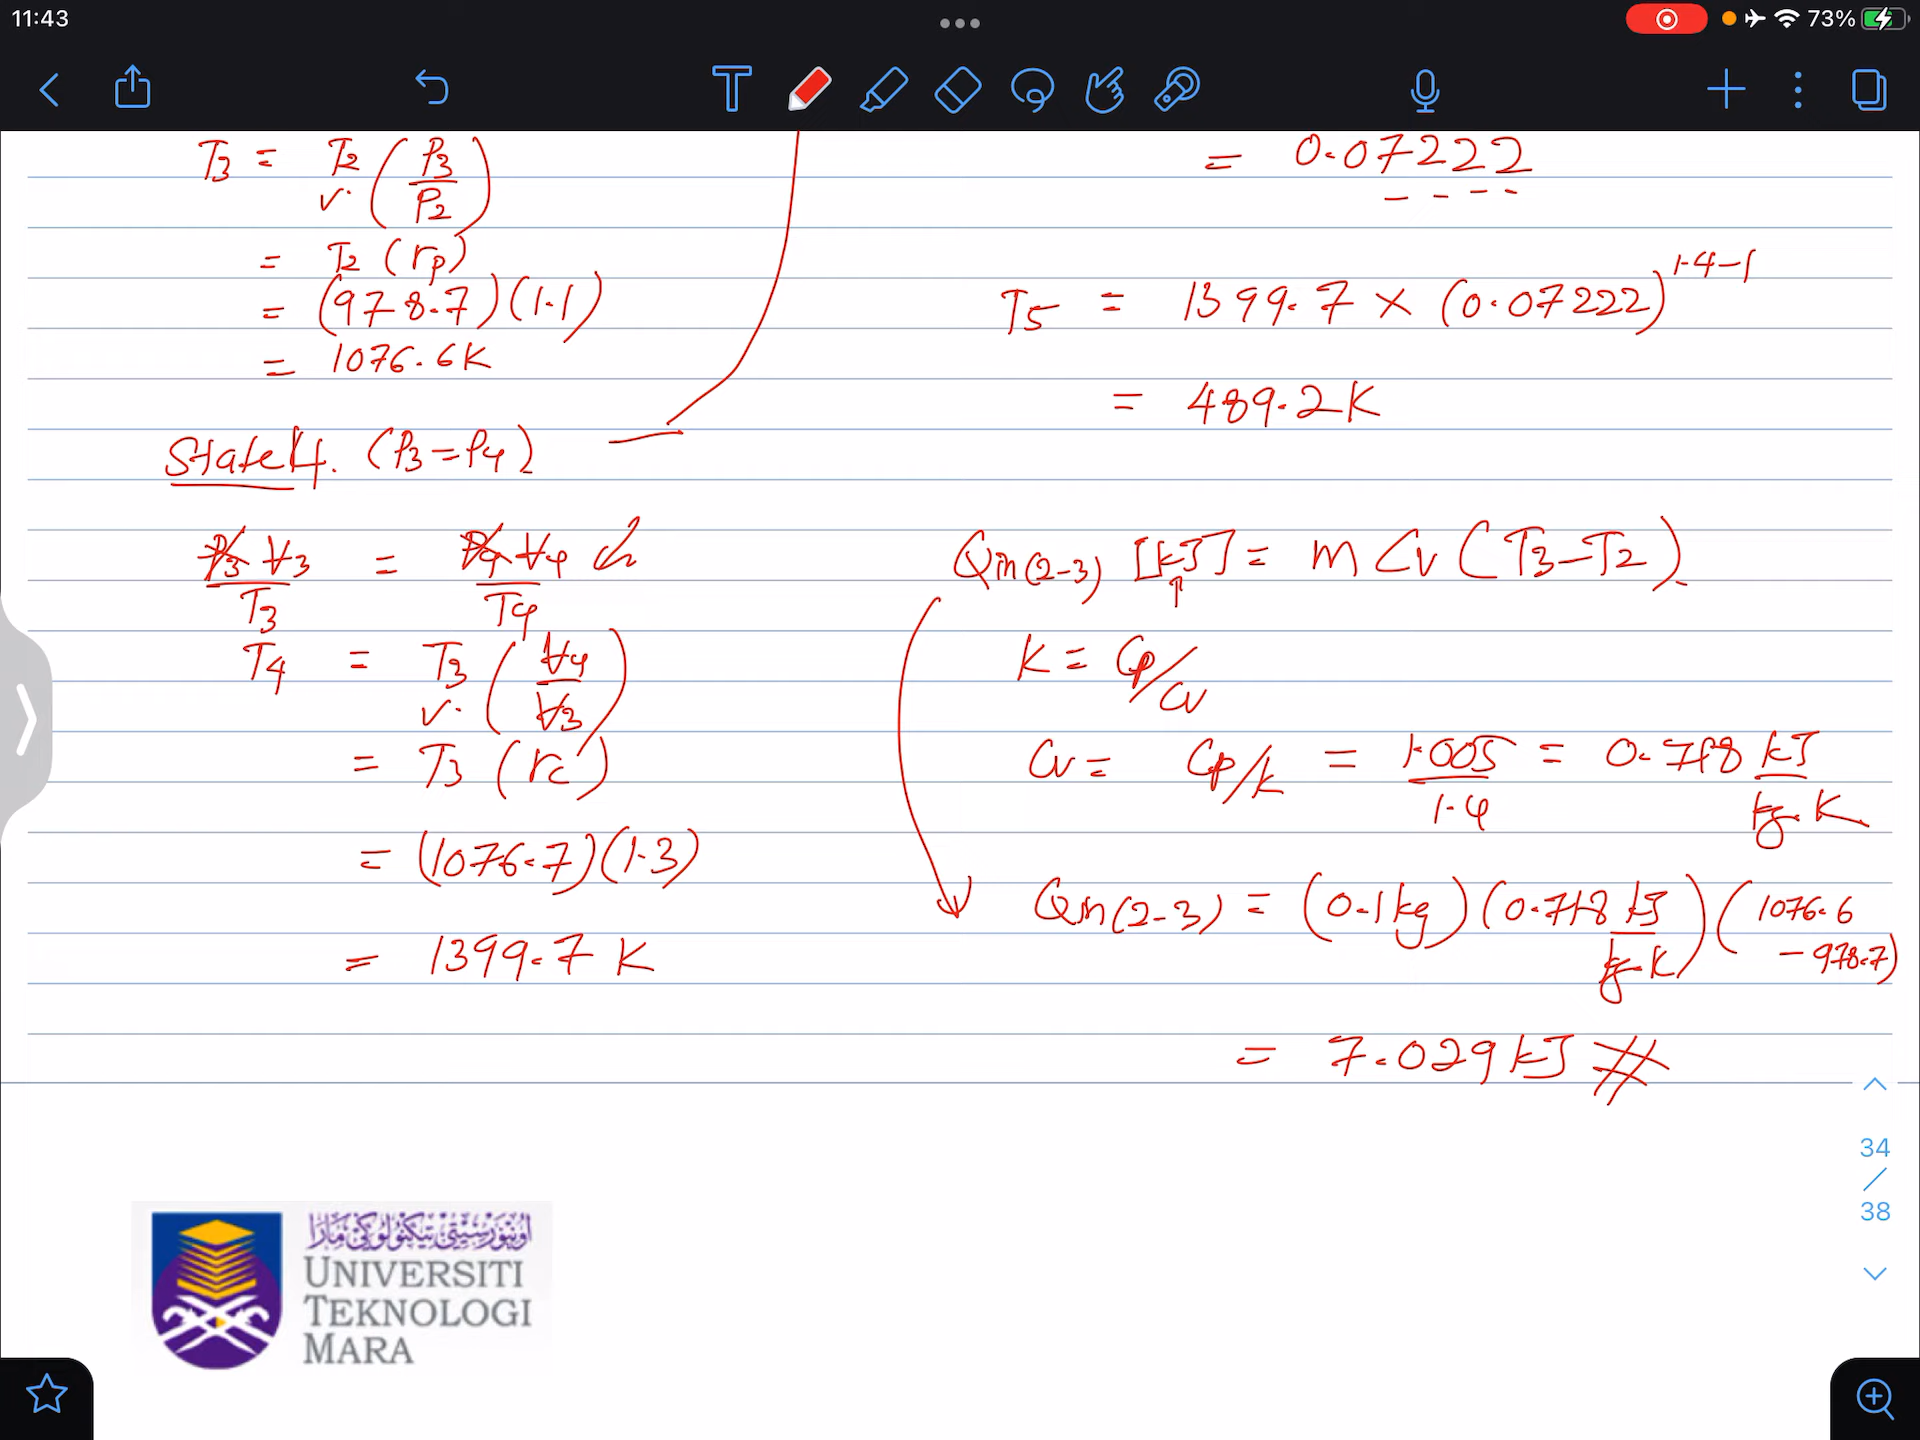 11:43
73%
T3 = T2 (P3/P2)
= T2 (rp)
= (978.7)(1.1)
= 1076.6K
State 4. (P3=P4)
P3 V3 / T3 = P4 V4 / T4
T4 = T3 (V4/V3)
= T3 (rc)
= (1076.7)(1.3)
= 1399.7 K
= 0.07222
T5 = 1399.7 × (0.07222)^1.4-1
= 489.2K
Qin(2-3) [kJ] = m Cv (T3-T2)
K = Cp/Cv
Cv = Cp/k = 1.005/1.4 = 0.718 kJ/kg.K
Qin(2-3) = (0.1kg)(0.718 kJ/kg.K)(1076.6 - 978.7)
= 7.029kJ
34
/
38
اونيۏرسيتي تيكنولوڬي مارا
UNIVERSITI
TEKNOLOGI
MARA